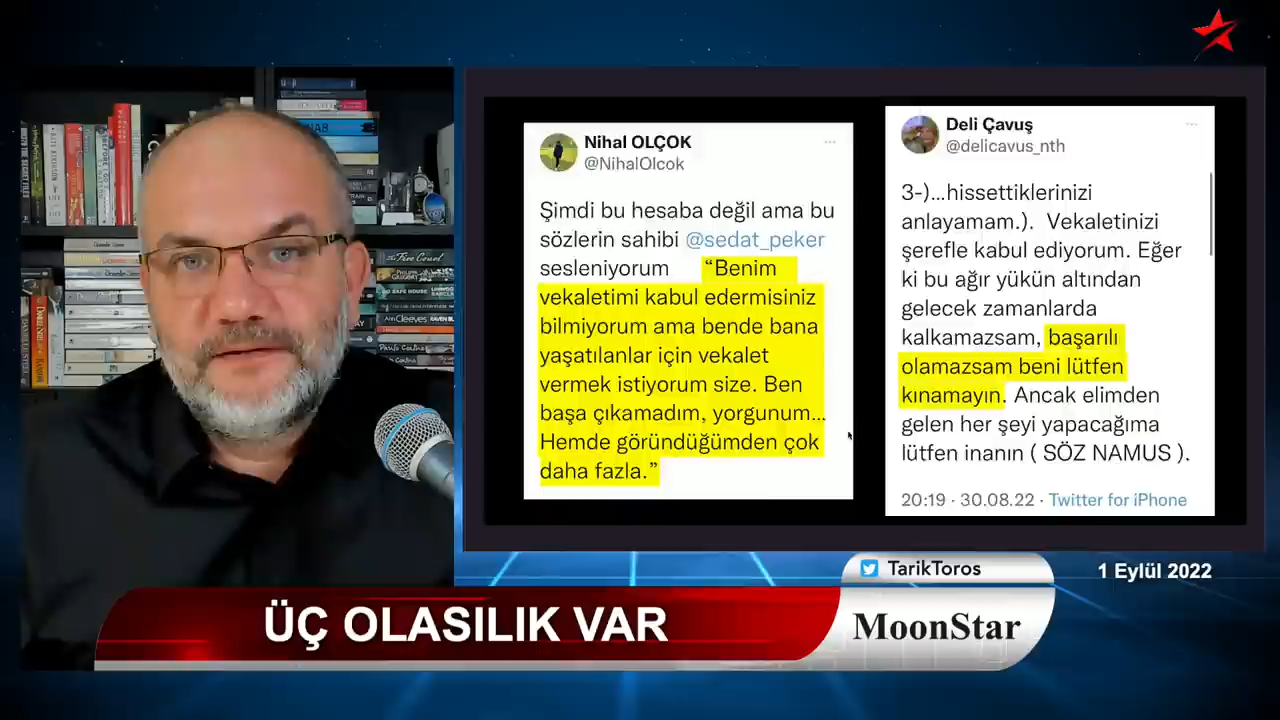 Nihal OLÇOK
@NihalOlcok
Şimdi bu hesaba değil ama bu
sözlerin sahibi @sedat_peker
sesleniyorum “Benim
vekaletimi kabul edermisiniz
bilmiyorum ama bende bana
yaşatılanlar için vekalet
vermek istiyorum size. Ben
başa çıkamadım, yorgunum...
Hemde göründüğümden çok
daha fazla.”
Deli Çavuş
@delicavus_nth
3-)...hissettiklerinizi
anlayamam.). Vekaletinizi
şerefle kabul ediyorum. Eğer
ki bu ağır yükün altından
gelecek zamanlarda
kalkamazsam, başarılı
olamazsam beni lütfen
kınamayın. Ancak elimden
gelen her şeyi yapacağıma
lütfen inanın ( SÖZ NAMUS ).
20:19 · 30.08.22 · Twitter for iPhone
TarikToros
1 Eylül 2022
ÜÇ OLASILIK VAR
MoonStar